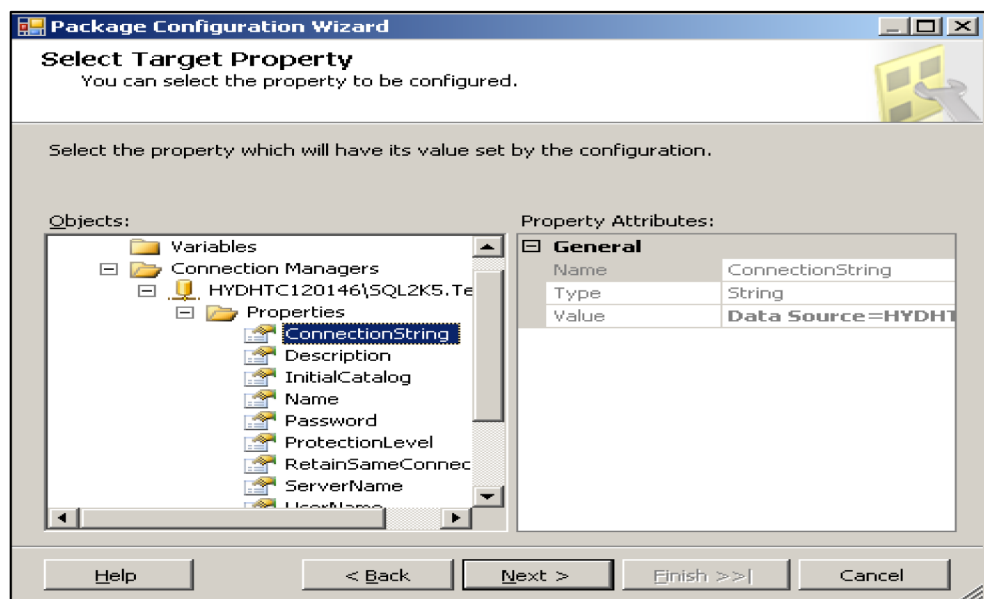 Package Configuration Wizard
Select Target Property
You can select the property to be configured.
Select the property which will have its value set by the configuration.
Objects:
Variables
Connection Managers
HYDHTC120146\SQL2K5.Te
Properties
ConnectionString
Description
InitialCatalog
Name
Password
ProtectionLevel
RetainSameConnec
ServerName
UserName
Property Attributes:
General
Name ConnectionString
Type String
Value Data Source=HYDHT
Help
< Back
Next >
Finish >>|
Cancel